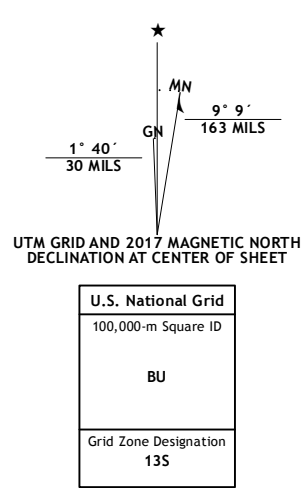 ★
MN
9° 9´
163 MILS
GN
1° 40´
30 MILS
UTM GRID AND 2017 MAGNETIC NORTH
DECLINATION AT CENTER OF SHEET
U.S. National Grid
100,000-m Square ID
BU
Grid Zone Designation
13S